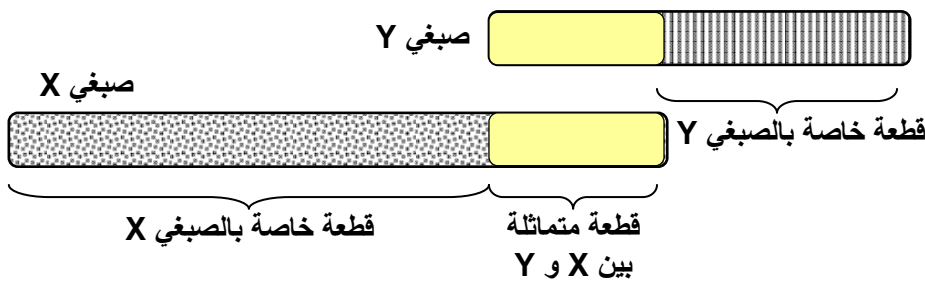 صبغي Y
صبغي X
قطعة خاصة بالصبغي Y
قطعة خاصة بالصبغي X
قطعة متماثلة
بين X و Y